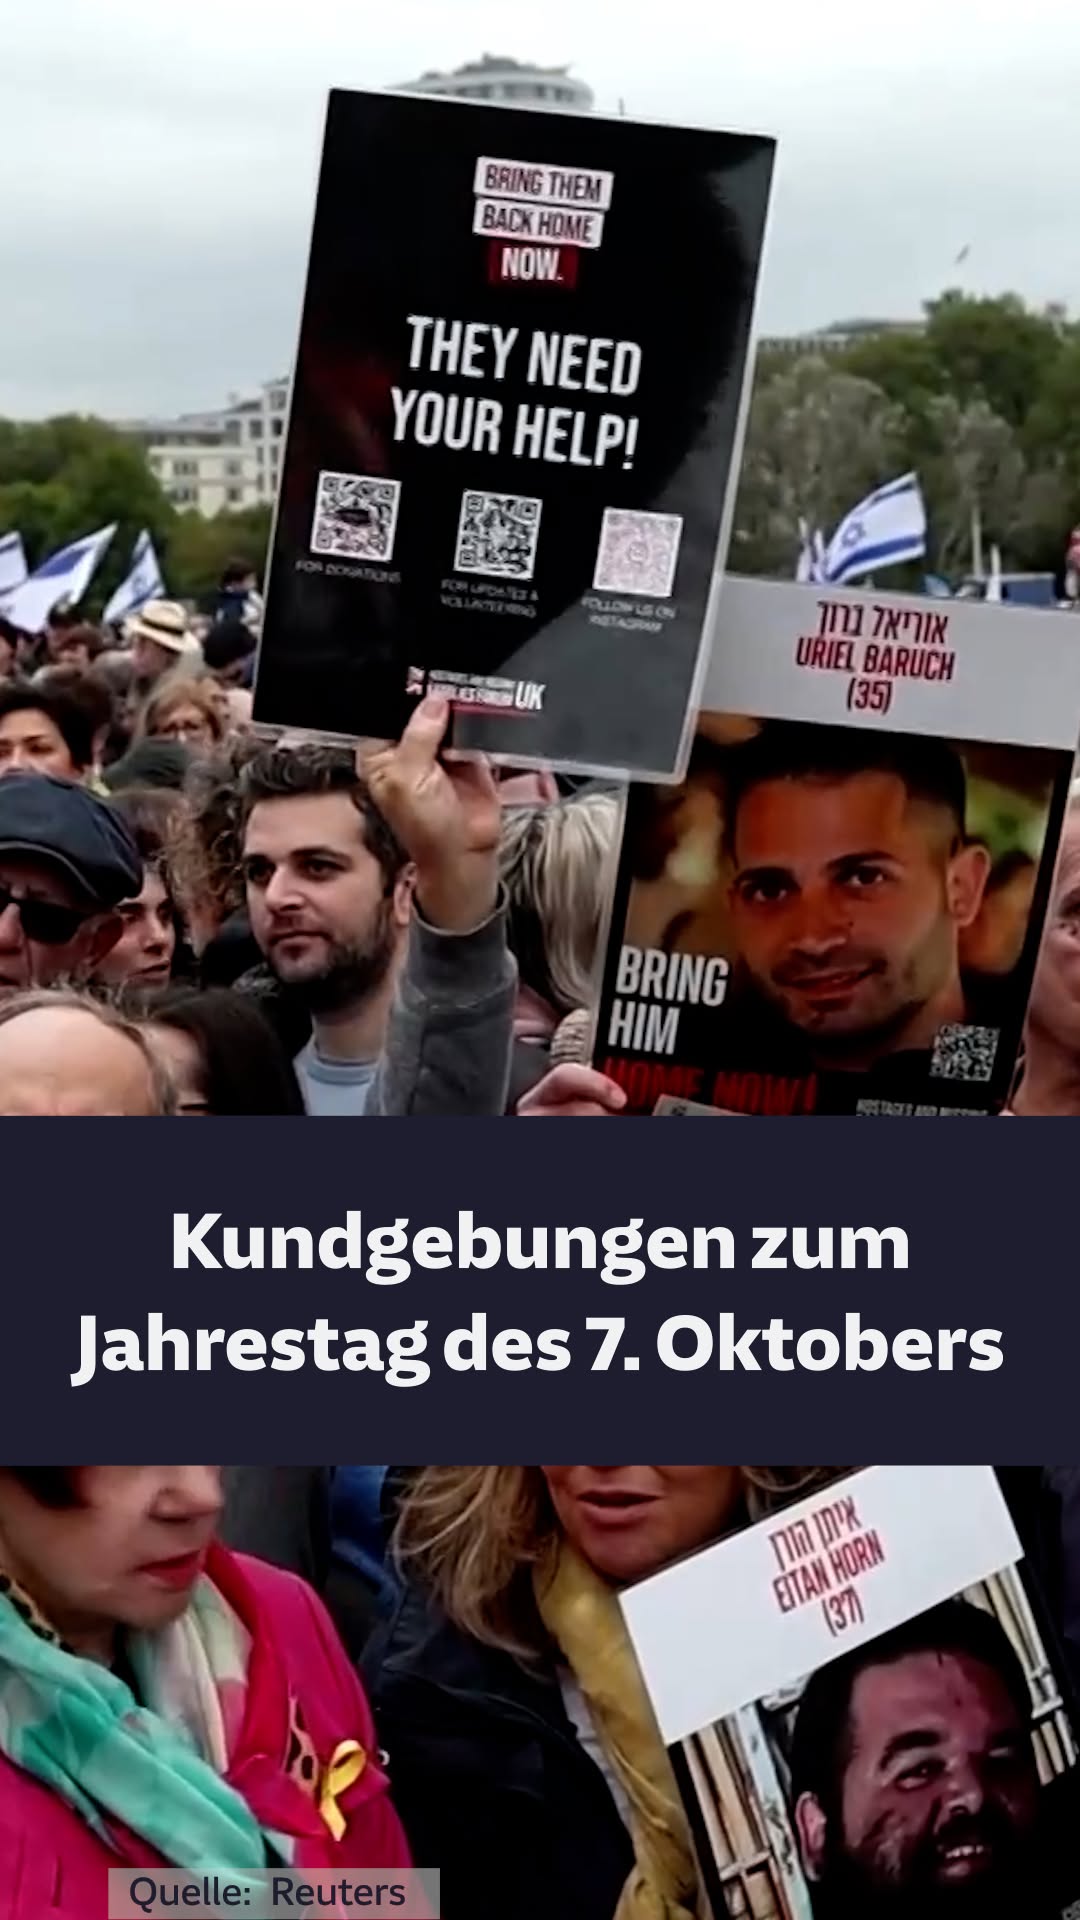 BRING THEM
BACK HOME
NOW.
THEY NEED
YOUR HELP!
FOR DONATIONS
FOR UPDATES &
VOLUNTEERING
FOLLOW US ON
INSTAGRAM
HOSTAGES AND MISSING
FAMILIES FORUM UK
אוריאל ברוך
URIEL BARUCH
(35)
BRING
HIM
HOME NOW!
HOSTAGES AND MISSING
Kundgebungen zum
Jahrestag des 7. Oktobers
איתן הורן
EITAN HORN
(37)
Quelle: Reuters